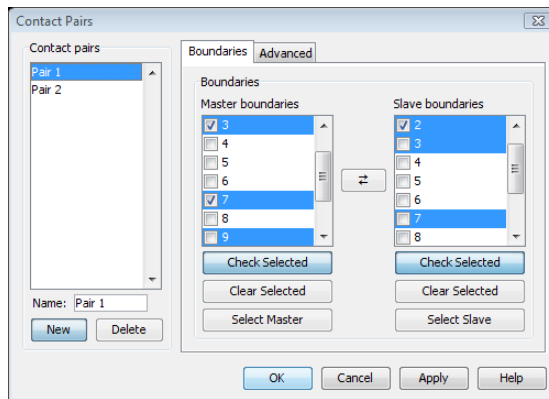 Contact Pairs
Contact pairs
Pair 1
Pair 2
Name: Pair 1
New Delete
Boundaries Advanced
Boundaries
Master boundaries
3
4
5
6
7
8
9
Check Selected
Clear Selected
Select Master
Slave boundaries
2
3
4
5
6
7
8
Check Selected
Clear Selected
Select Slave
OK Cancel Apply Help